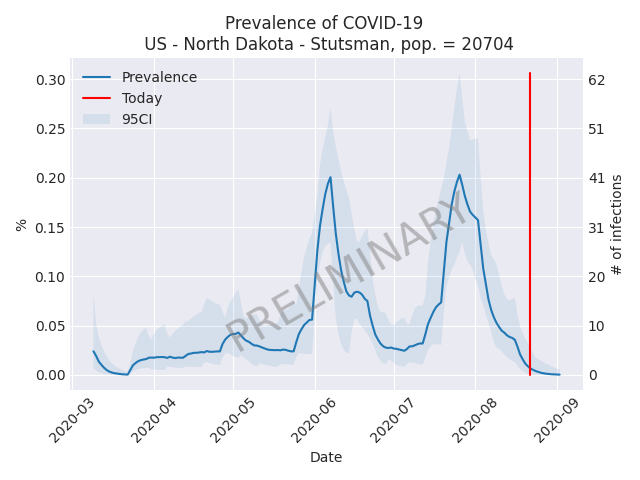 Prevalence of COVID-19
US - North Dakota - Stutsman, pop. = 20704
Prevalence
Today
95CI
PRELIMINARY
%
0.30
0.25
0.20
0.15
0.10
0.05
0.00
62
51
41
31
20
10
0
# of infections
2020-03
2020-04
2020-05
2020-06
2020-07
2020-08
2020-09
Date